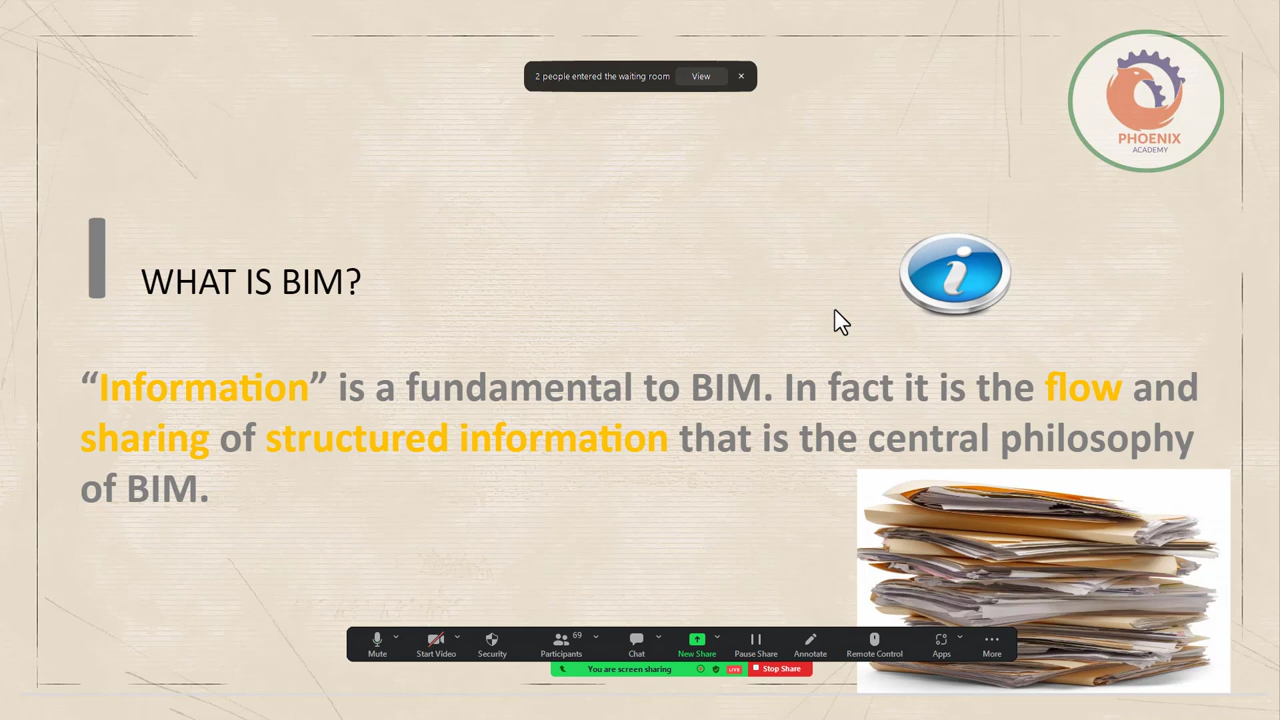 2 people entered the waiting room View
PHOENIX
ACADEMY
WHAT IS BIM?
“Information” is a fundamental to BIM. In fact it is the flow and
sharing of structured information that is the central philosophy
of BIM.
69
Mute Start Video Security Participants Chat New Share Pause Share Annotate Remote Control Apps More
You are screen sharing LIVE Stop Share